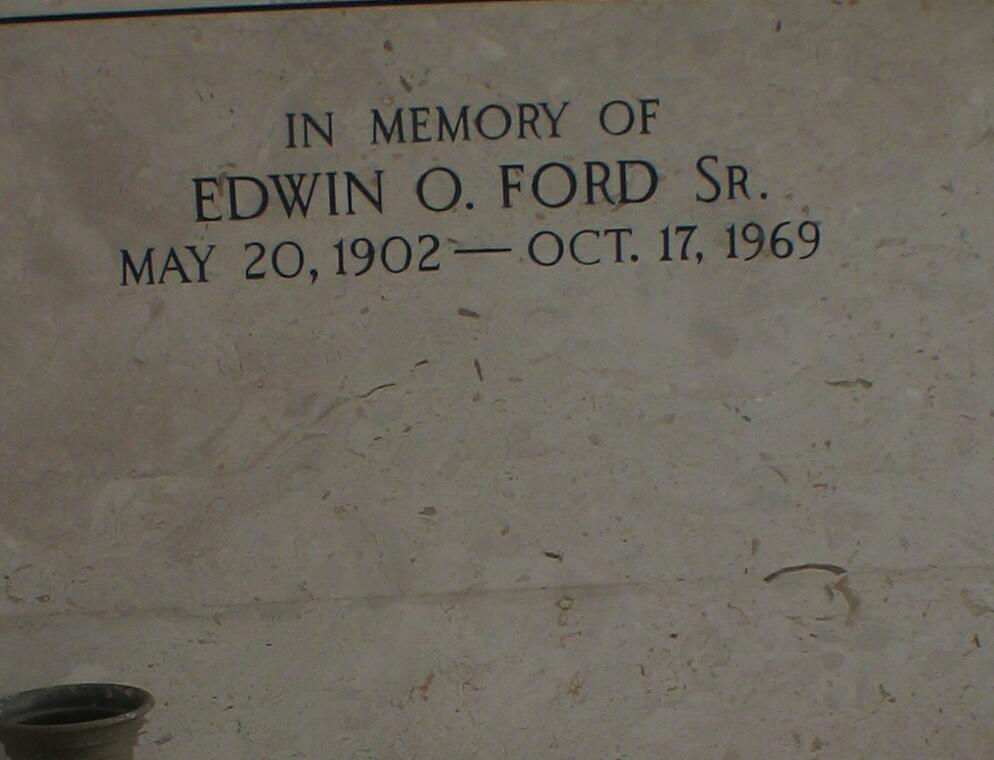 IN MEMORY OF
EDWIN O. FORD SR.
MAY 20, 1902 — OCT. 17, 1969